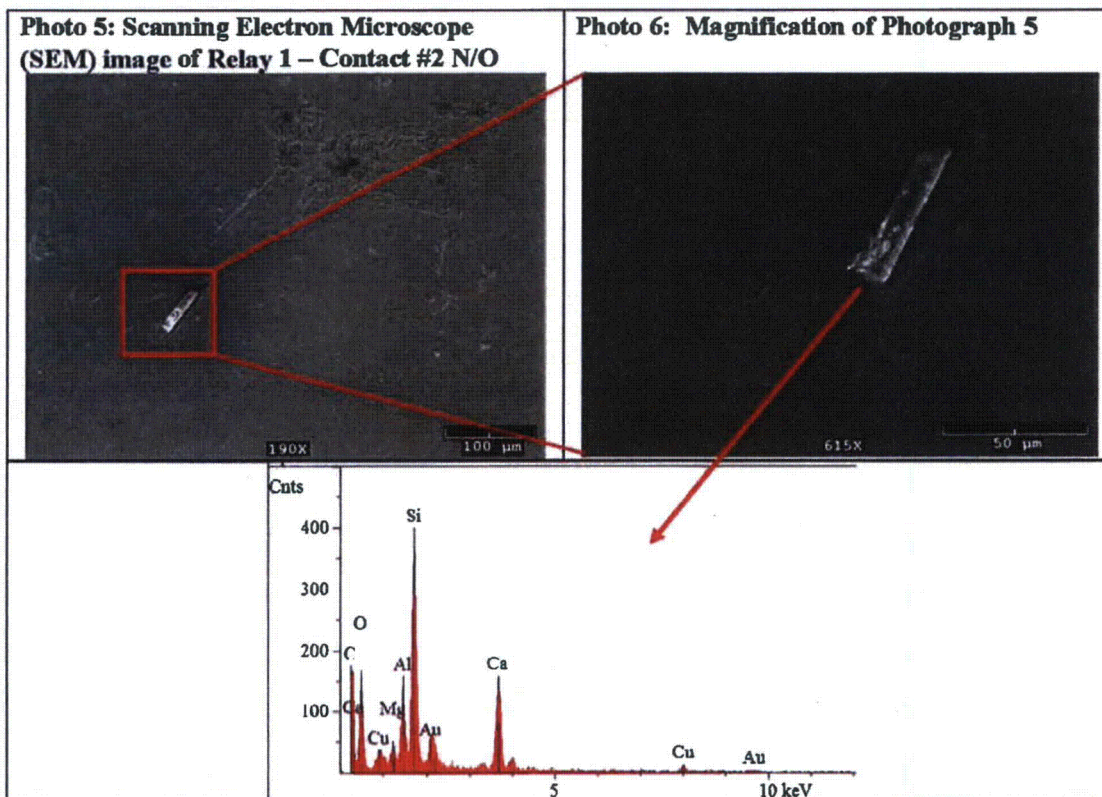 Photo 5: Scanning Electron Microscope
(SEM) image of Relay 1 – Contact #2 N/O
Photo 6: Magnification of Photograph 5
190X
100 µm
615X
50 µm
Cnts
400
300
200
100
Si
O
C
Ca
Al
Mg
Cu
Au
Ca
Cu
Au
5
10 keV